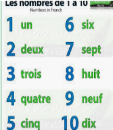 Les nombres de 1 à 10
Numbers in French
1 un
2 deux
3 trois
4 quatre
5 cinq
6 six
7 sept
8 huit
9 neuf
10 dix